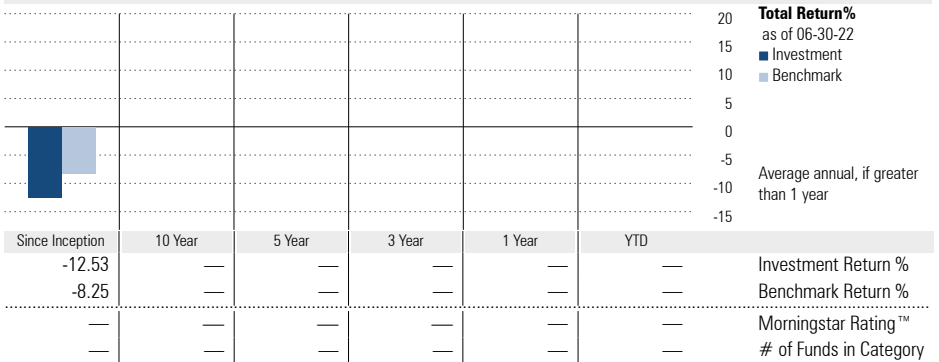 20
15
10
5
0
-5
-10
-15
Total Return%
as of 06-30-22
Investment
Benchmark
Average annual, if greater
than 1 year
Since Inception 10 Year 5 Year 3 Year 1 Year YTD
-12.53 — — — — — Investment Return %
-8.25 — — — — — Benchmark Return %
— — — — — — Morningstar Rating™
— — — — — — # of Funds in Category